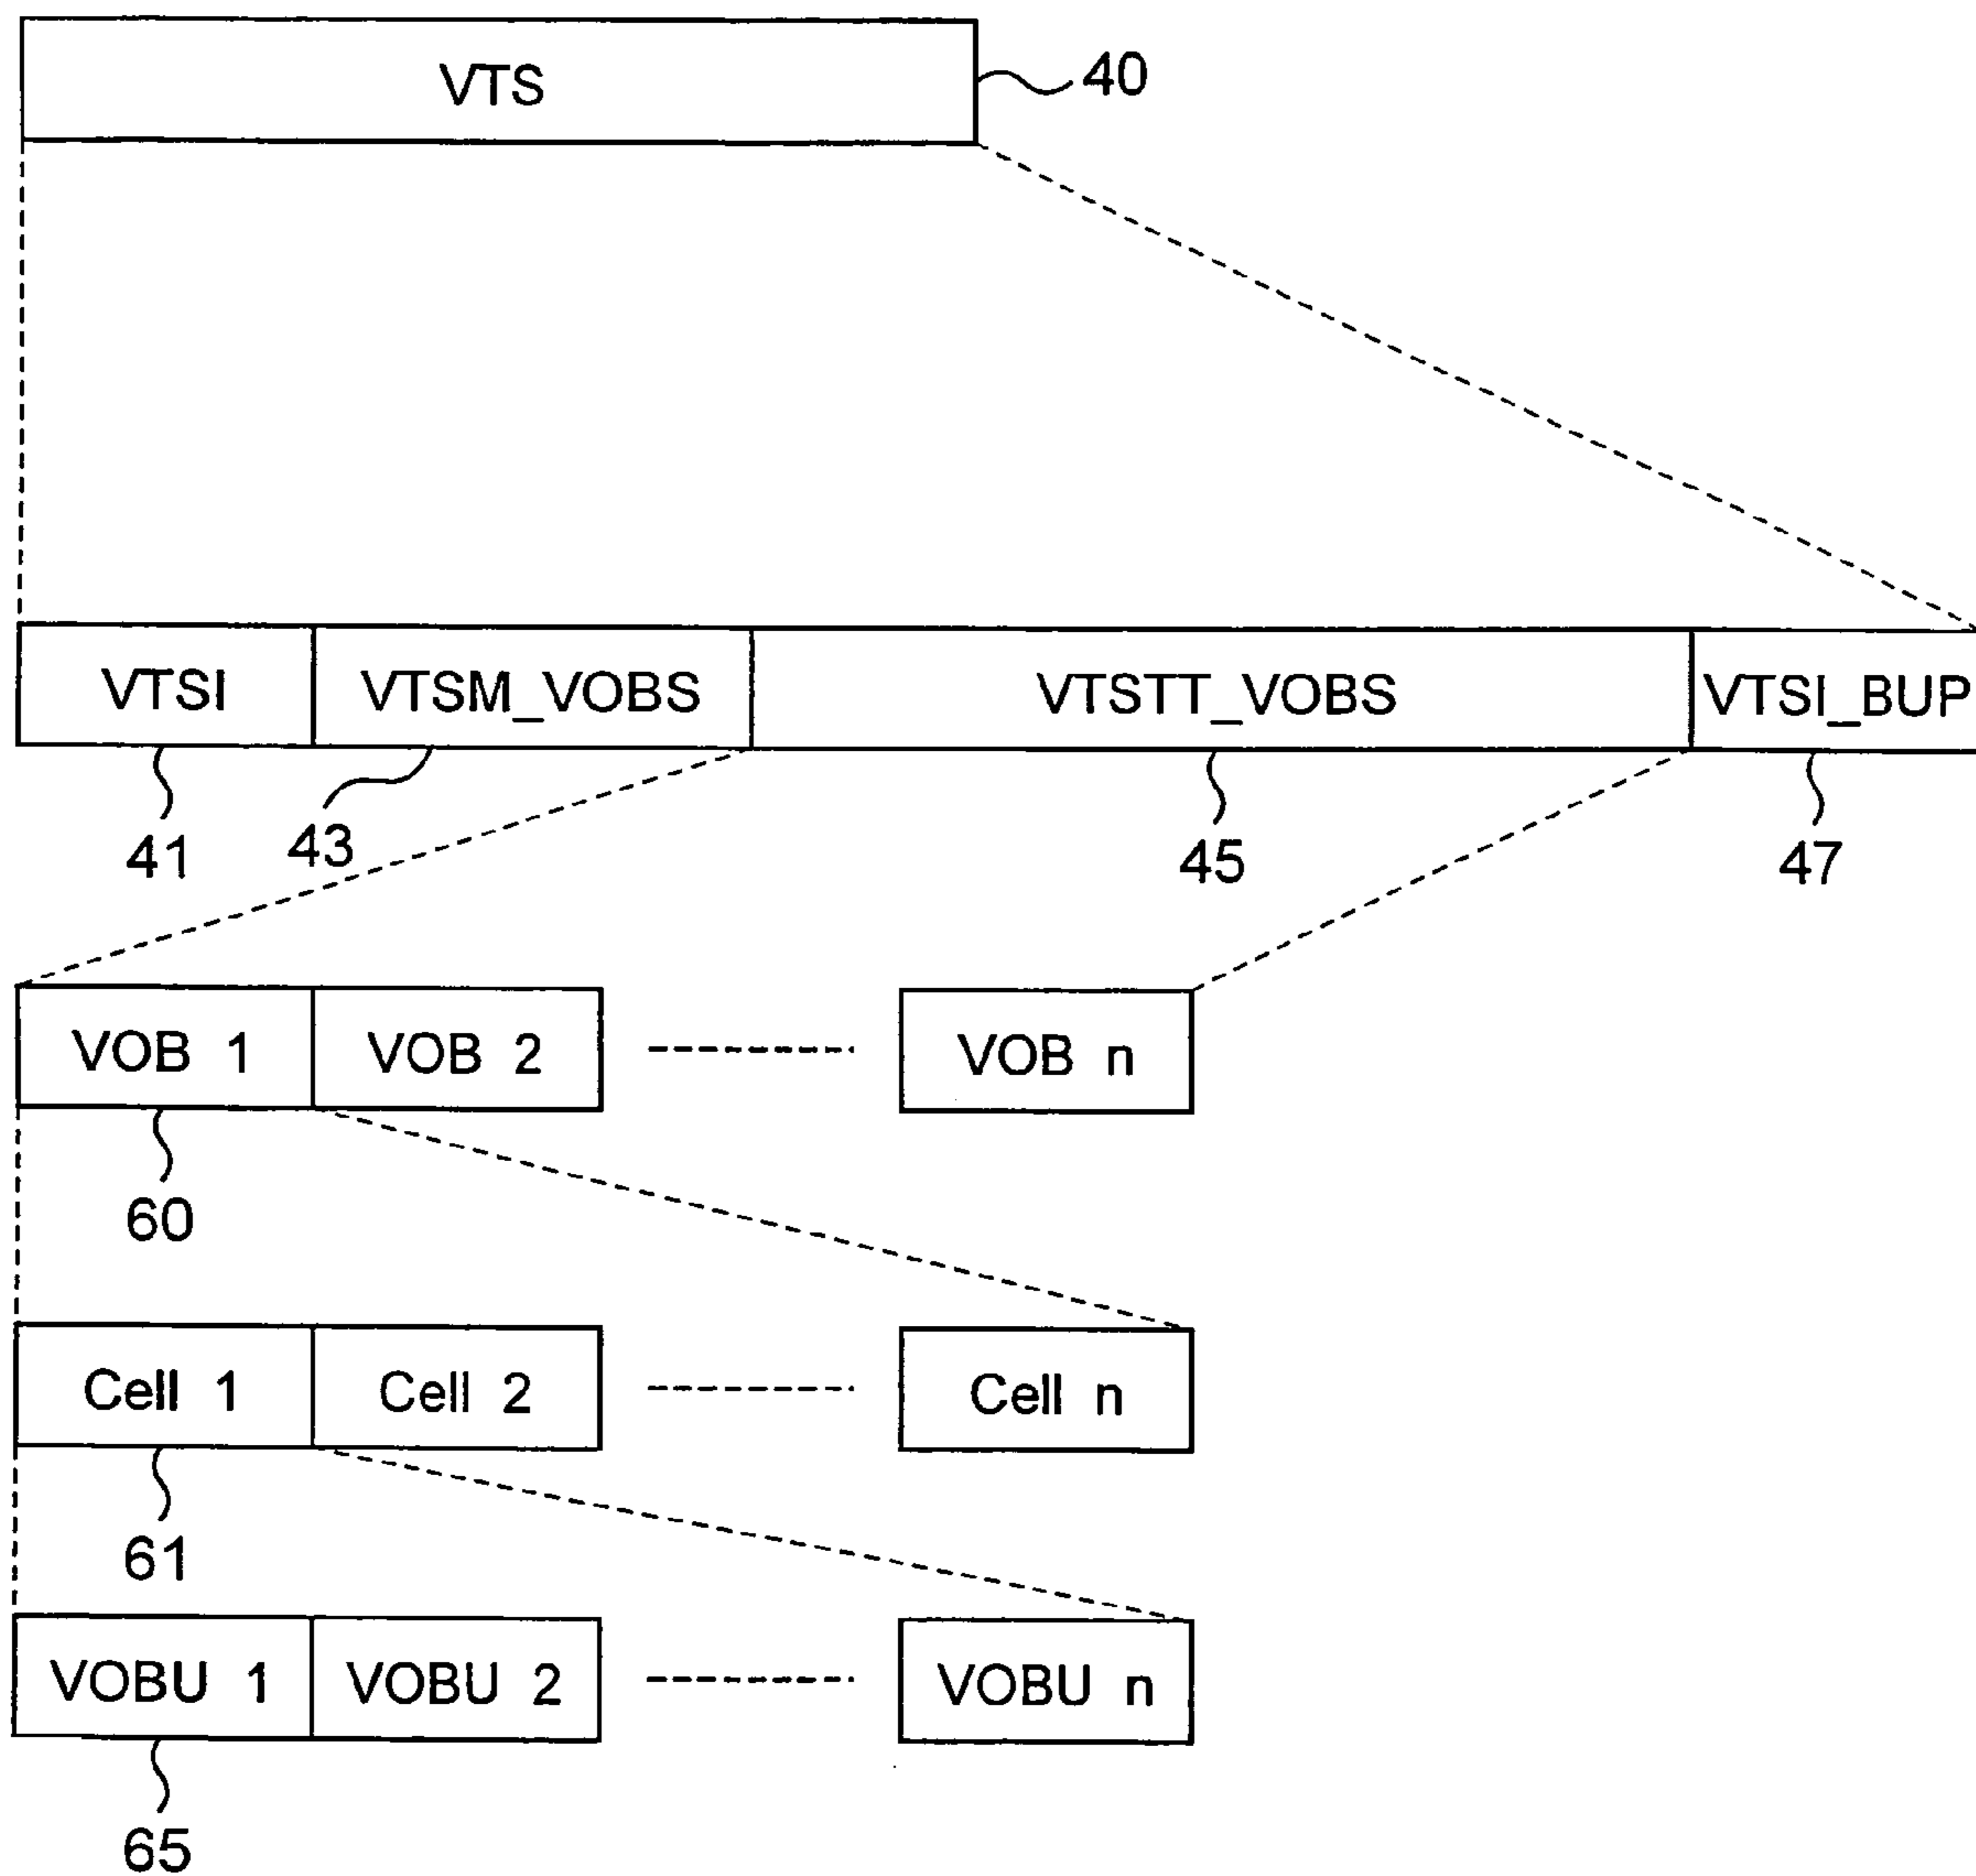 VTS
40
VTSI VTSM_VOBS VTSTT_VOBS VTSI_BUP
41 43 45 47
VOB 1 VOB 2 VOB n
60
Cell 1 Cell 2 Cell n
61
VOBU 1 VOBU 2 VOBU n
65